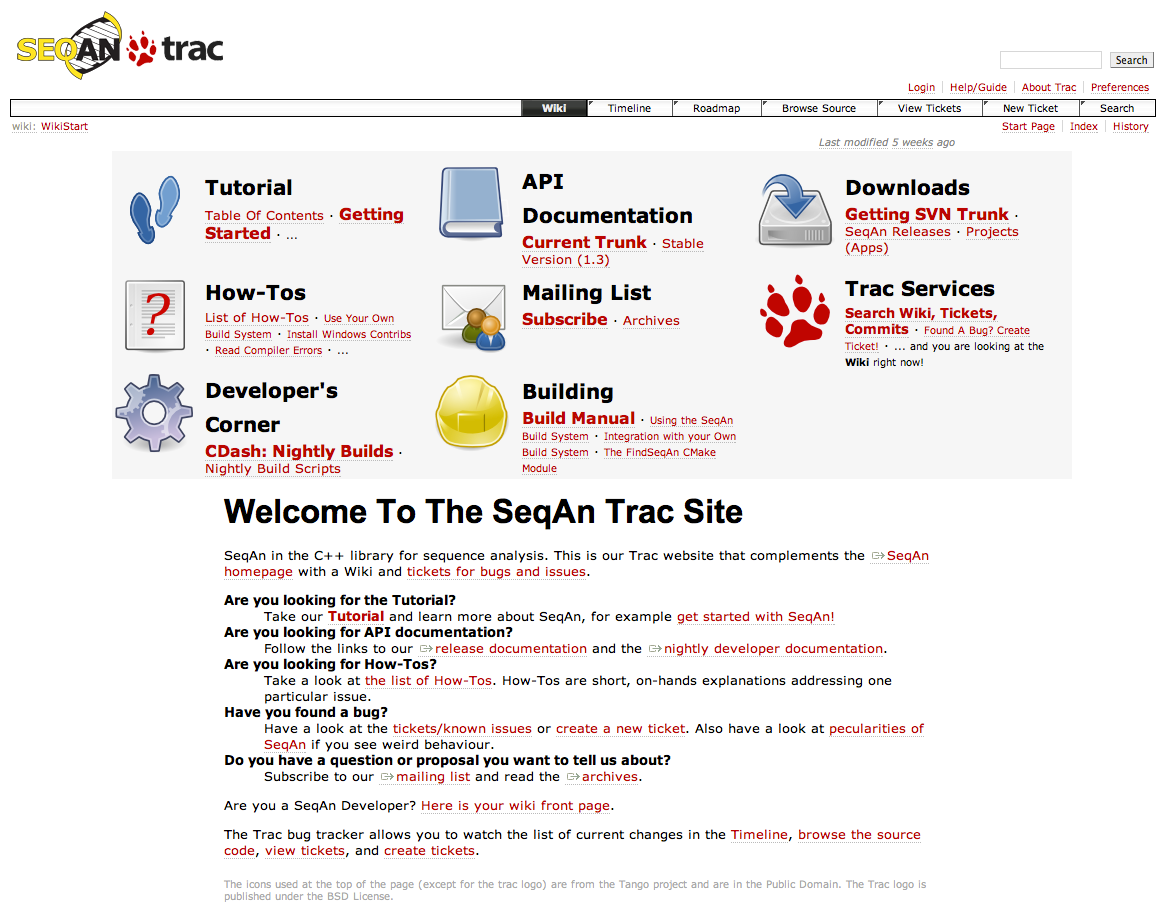 SEQAN trac
Search
Login Help/Guide About Trac Preferences
Wiki Timeline Roadmap Browse Source View Tickets New Ticket Search
wiki: WikiStart
Start Page Index History
Last modified 5 weeks ago
Tutorial
Table Of Contents · Getting
Started · ...
API
Documentation
Current Trunk · Stable
Version (1.3)
Downloads
Getting SVN Trunk ·
SeqAn Releases · Projects
(Apps)
?
How-Tos
List of How-Tos · Use Your Own
Build System · Install Windows Contribs
· Read Compiler Errors · ...
Mailing List
Subscribe · Archives
Trac Services
Search Wiki, Tickets,
Commits · Found A Bug? Create
Ticket! · ... and you are looking at the
Wiki right now!
Developer's
Corner
CDash: Nightly Builds ·
Nightly Build Scripts
Building
Build Manual · Using the SeqAn
Build System · Integration with your Own
Build System · The FindSeqAn CMake
Module
Welcome To The SeqAn Trac Site
SeqAn in the C++ library for sequence analysis. This is our Trac website that complements the SeqAn
homepage with a Wiki and tickets for bugs and issues.
Are you looking for the Tutorial?
Take our Tutorial and learn more about SeqAn, for example get started with SeqAn!
Are you looking for API documentation?
Follow the links to our release documentation and the nightly developer documentation.
Are you looking for How-Tos?
Take a look at the list of How-Tos. How-Tos are short, on-hands explanations addressing one
particular issue.
Have you found a bug?
Have a look at the tickets/known issues or create a new ticket. Also have a look at pecularities of
SeqAn if you see weird behaviour.
Do you have a question or proposal you want to tell us about?
Subscribe to our mailing list and read the archives.
Are you a SeqAn Developer? Here is your wiki front page.
The Trac bug tracker allows you to watch the list of current changes in the Timeline, browse the source
code, view tickets, and create tickets.
The icons used at the top of the page (except for the trac logo) are from the Tango project and are in the Public Domain. The Trac logo is
published under the BSD License.